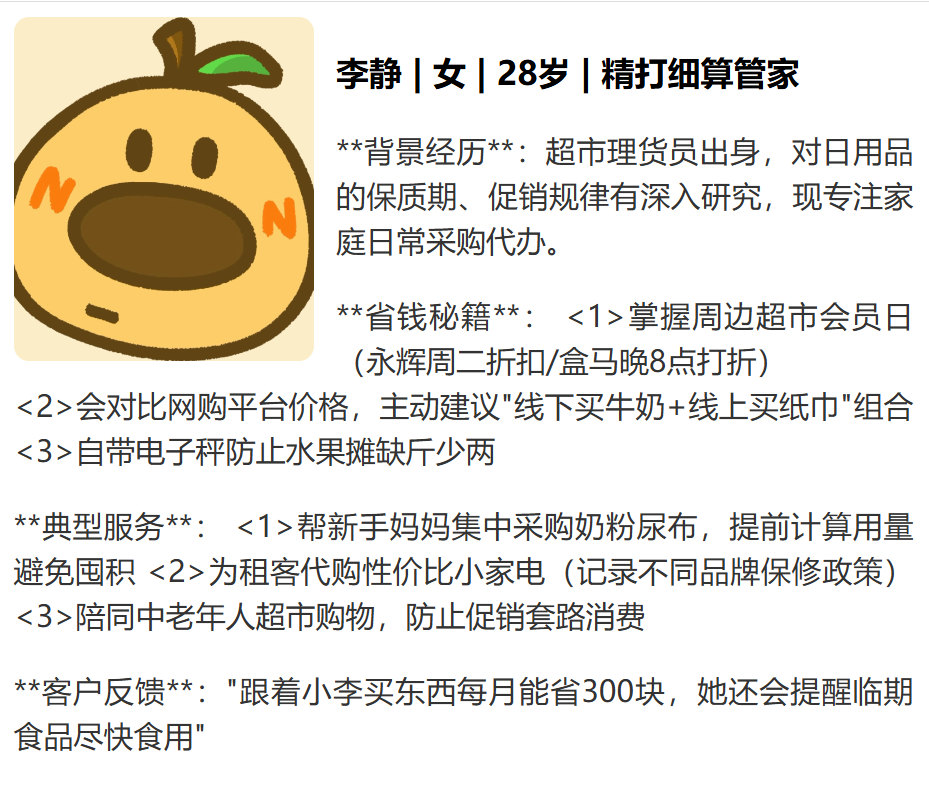 李静 | 女 | 28岁 | 精打细算管家
**背景经历**：超市理货员出身，对日用品
的保质期、促销规律有深入研究，现专注家
庭日常采购代办。
**省钱秘籍**： <1>掌握周边超市会员日
（永辉周二折扣/盒马晚8点打折）
<2>会对比网购平台价格，主动建议"线下买牛奶+线上买纸巾"组合
<3>自带电子秤防止水果摊缺斤少两
**典型服务**： <1>帮新手妈妈集中采购奶粉尿布，提前计算用量
避免囤积 <2>为租客代购性价比小家电（记录不同品牌保修政策）
<3>陪同中老年人超市购物，防止促销套路消费
**客户反馈**："跟着小李买东西每月能省300块，她还会提醒临期
食品尽快食用"